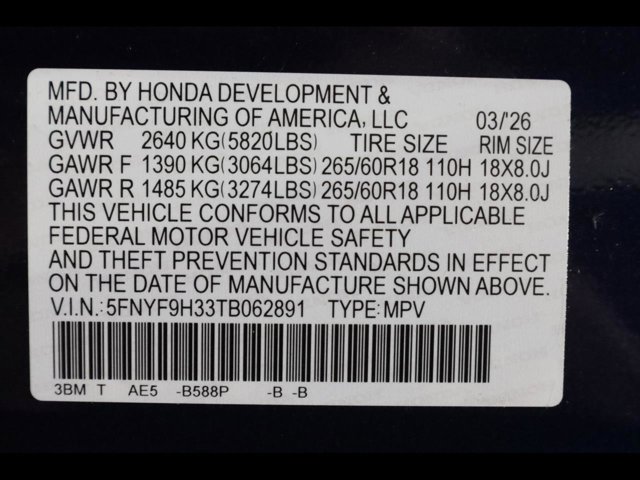 MFD. BY HONDA DEVELOPMENT &
MANUFACTURING OF AMERICA, LLC 03/'26
GVWR 2640 KG(5820LBS) TIRE SIZE RIM SIZE
GAWR F 1390 KG(3064LBS) 265/60R18 110H 18X8.0J
GAWR R 1485 KG(3274LBS) 265/60R18 110H 18X8.0J
THIS VEHICLE CONFORMS TO ALL APPLICABLE
FEDERAL MOTOR VEHICLE SAFETY
AND THEFT PREVENTION STANDARDS IN EFFECT
ON THE DATE OF MANUFACTURE SHOWN ABOVE.
V.I.N.: 5FNYF9H33TB062891 TYPE: MPV
3BM T AE5 -B588P -B -B